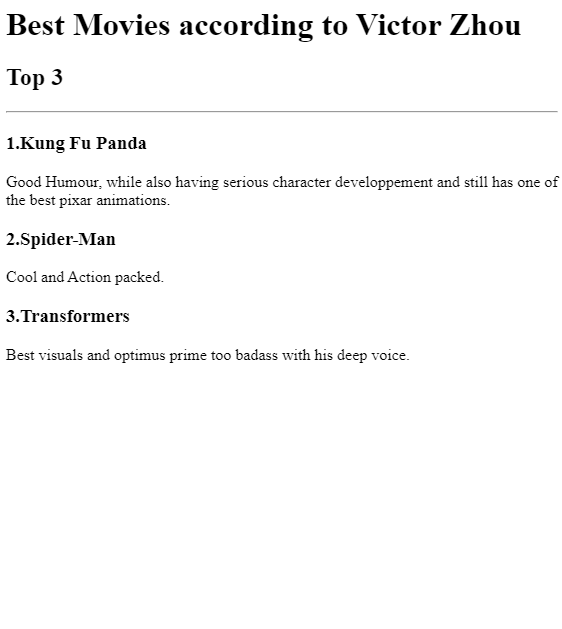 Best Movies according to Victor Zhou
Top 3
1.Kung Fu Panda
Good Humour, while also having serious character developpement and still has one of
the best pixar animations.
2.Spider-Man
Cool and Action packed.
3.Transformers
Best visuals and optimus prime too badass with his deep voice.